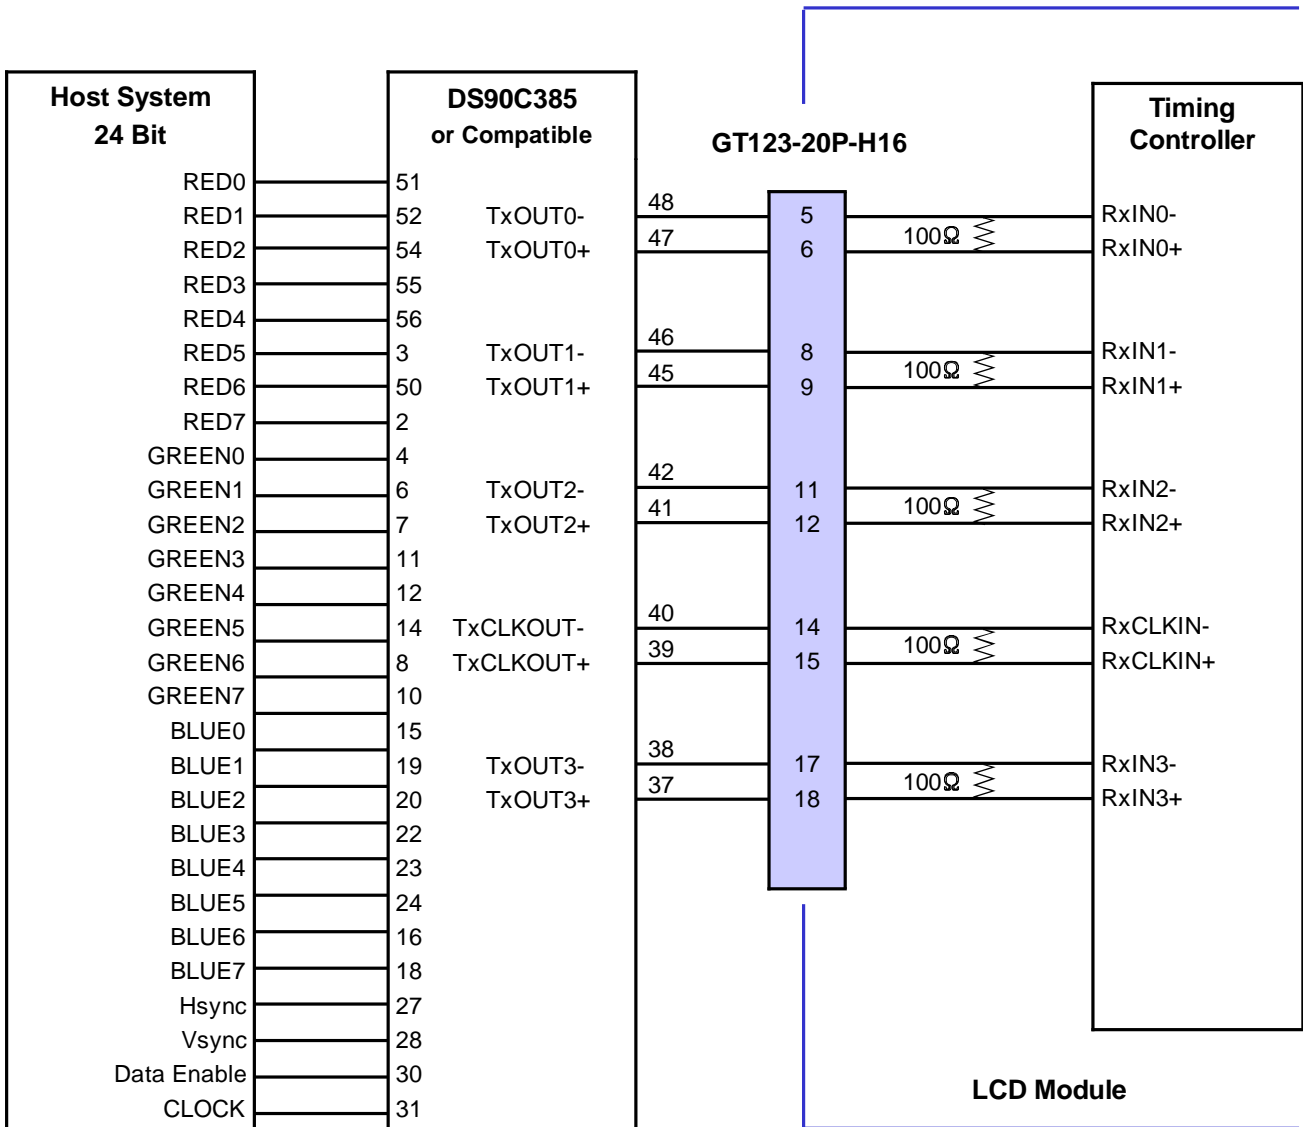 Host System
24 Bit
RED0
RED1
RED2
RED3
RED4
RED5
RED6
RED7
GREEN0
GREEN1
GREEN2
GREEN3
GREEN4
GREEN5
GREEN6
GREEN7
BLUE0
BLUE1
BLUE2
BLUE3
BLUE4
BLUE5
BLUE6
BLUE7
Hsync
Vsync
Data Enable
CLOCK
DS90C385
or Compatible
51
52
54
55
56
3
50
2
4
6
7
11
12
14
8
10
15
19
20
22
23
24
16
18
27
28
30
31
TxOUT0-
TxOUT0+
TxOUT1-
TxOUT1+
TxOUT2-
TxOUT2+
TxCLKOUT-
TxCLKOUT+
TxOUT3-
TxOUT3+
48
47
46
45
42
41
40
39
38
37
GT123-20P-H16
5
6
8
9
11
12
14
15
17
18
100Ω
100Ω
100Ω
100Ω
100Ω
Timing
Controller
RxIN0-
RxIN0+
RxIN1-
RxIN1+
RxIN2-
RxIN2+
RxCLKIN-
RxCLKIN+
RxIN3-
RxIN3+
LCD Module